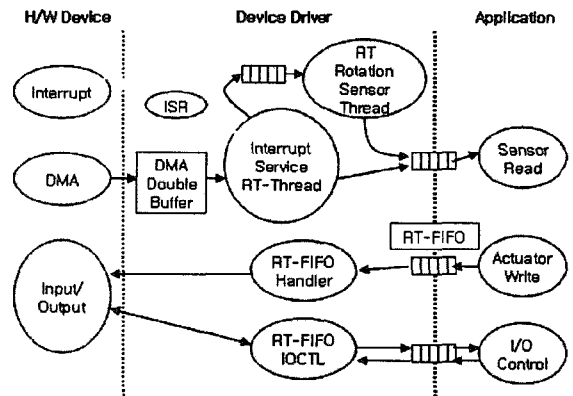 H/W Device
Device Driver
Application
Interrupt
ISR
RT
Rotation
Sensor
Thread
DMA
DMA
Double
Buffer
Interrupt
Service
RT-Thread
Sensor
Read
RT-FIFO
Input/
Output
RT-FIFO
Handler
Actuator
Write
RT-FIFO
IOCTL
I/O
Control